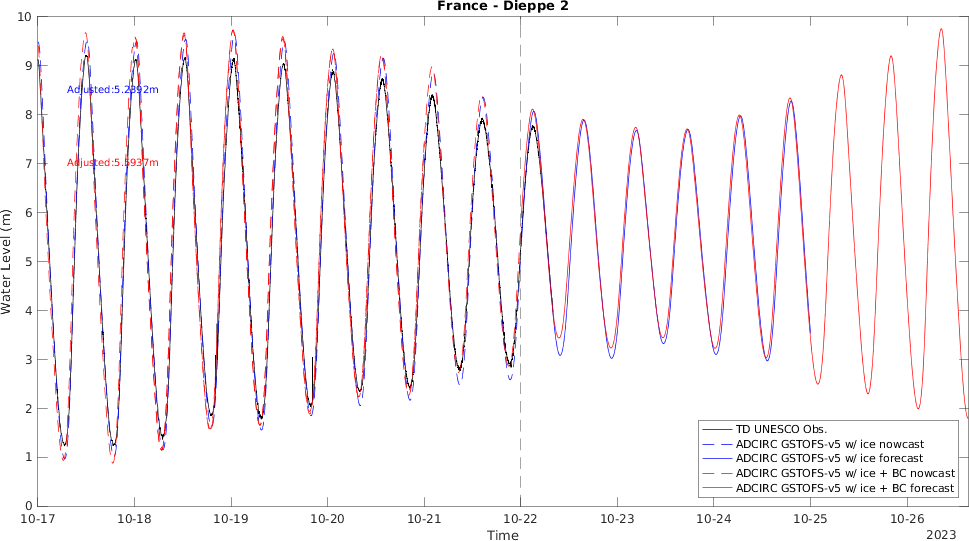 France - Dieppe 2
10
9
8
7
6
5
4
3
2
1
0
Water Level (m)
Adjusted:5.2392m
Adjusted:5.5937m
TD UNESCO Obs.
ADCIRC GSTOFS-v5 w/ ice nowcast
ADCIRC GSTOFS-v5 w/ ice forecast
ADCIRC GSTOFS-v5 w/ ice + BC nowcast
ADCIRC GSTOFS-v5 w/ ice + BC forecast
10-17 10-18 10-19 10-20 10-21 10-22 10-23 10-24 10-25 10-26
Time
2023